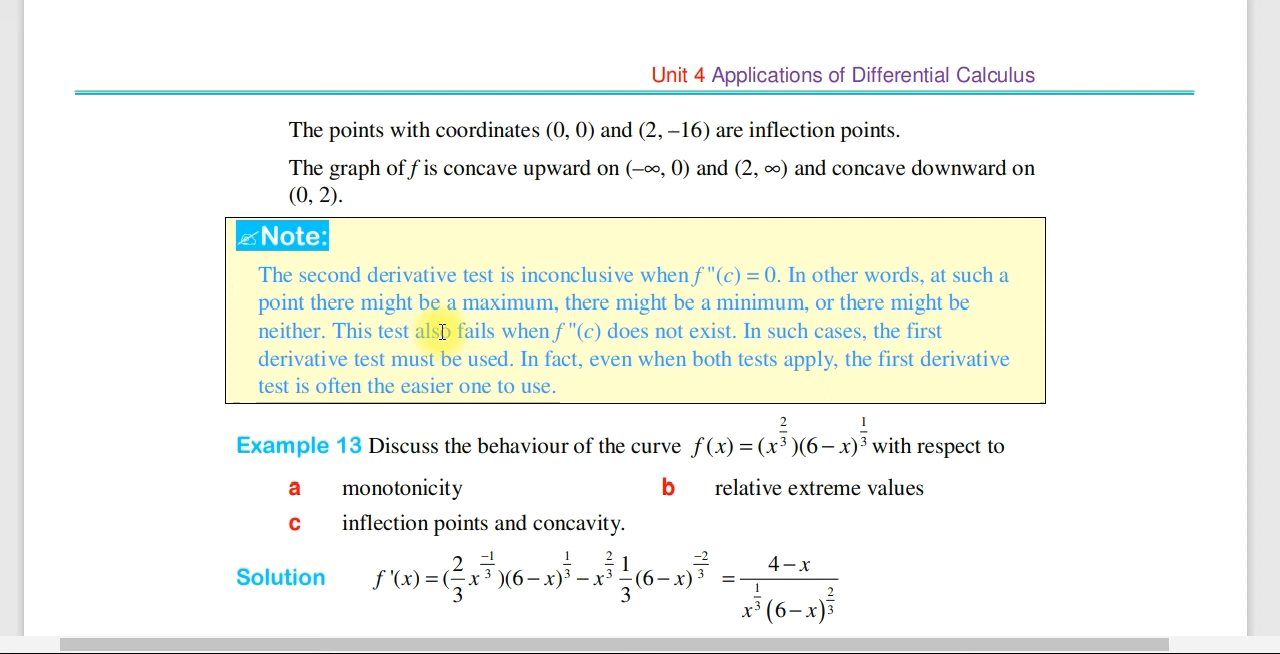 Unit 4 Applications of Differential Calculus
The points with coordinates (0, 0) and (2, –16) are inflection points.
The graph of f is concave upward on (–∞, 0) and (2, ∞) and concave downward on
(0, 2).
✍Note:
The second derivative test is inconclusive when f "(c) = 0. In other words, at such a
point there might be a maximum, there might be a minimum, or there might be
neither. This test also fails when f "(c) does not exist. In such cases, the first
derivative test must be used. In fact, even when both tests apply, the first derivative
test is often the easier one to use.
Example 13 Discuss the behaviour of the curve f(x) = (x^{2/3})(6 – x)^{1/3} with respect to
a monotonicity b relative extreme values
c inflection points and concavity.
Solution f '(x) = (2/3 x^{-1/3})(6 – x)^{1/3} – x^{2/3} 1/3 (6 – x)^{-2/3} = (4 – x)/(x^{1/3}(6 – x)^{2/3})